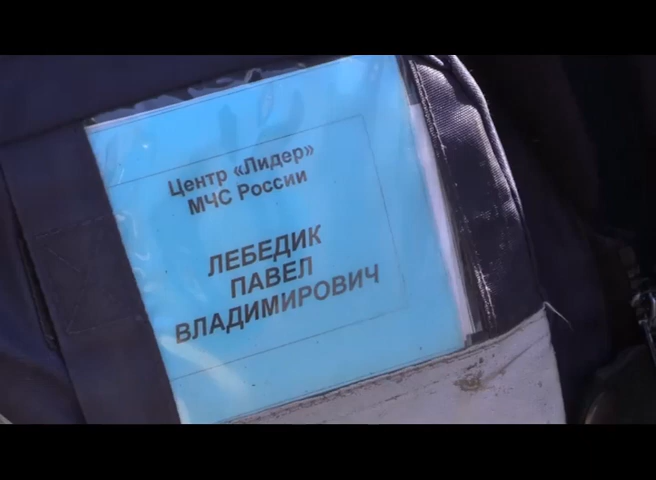 Центр «Лидер»
МЧС России
ЛЕБЕДИК
ПАВЕЛ
ВЛАДИМИРОВИЧ